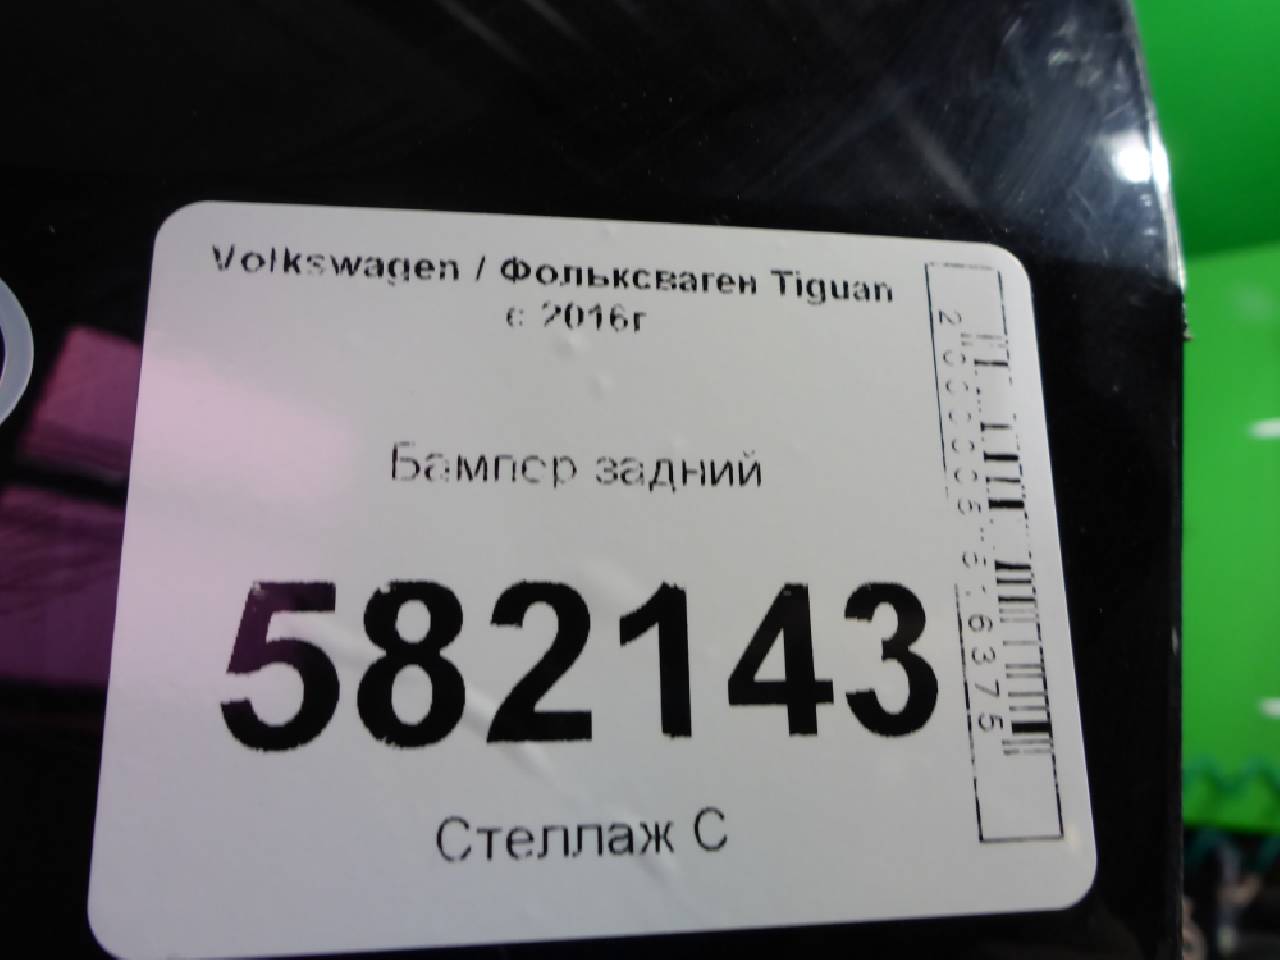 Volkswagen / Фольксваген Tiguan
с 2016г
Бампер задний
582143
Стеллаж С